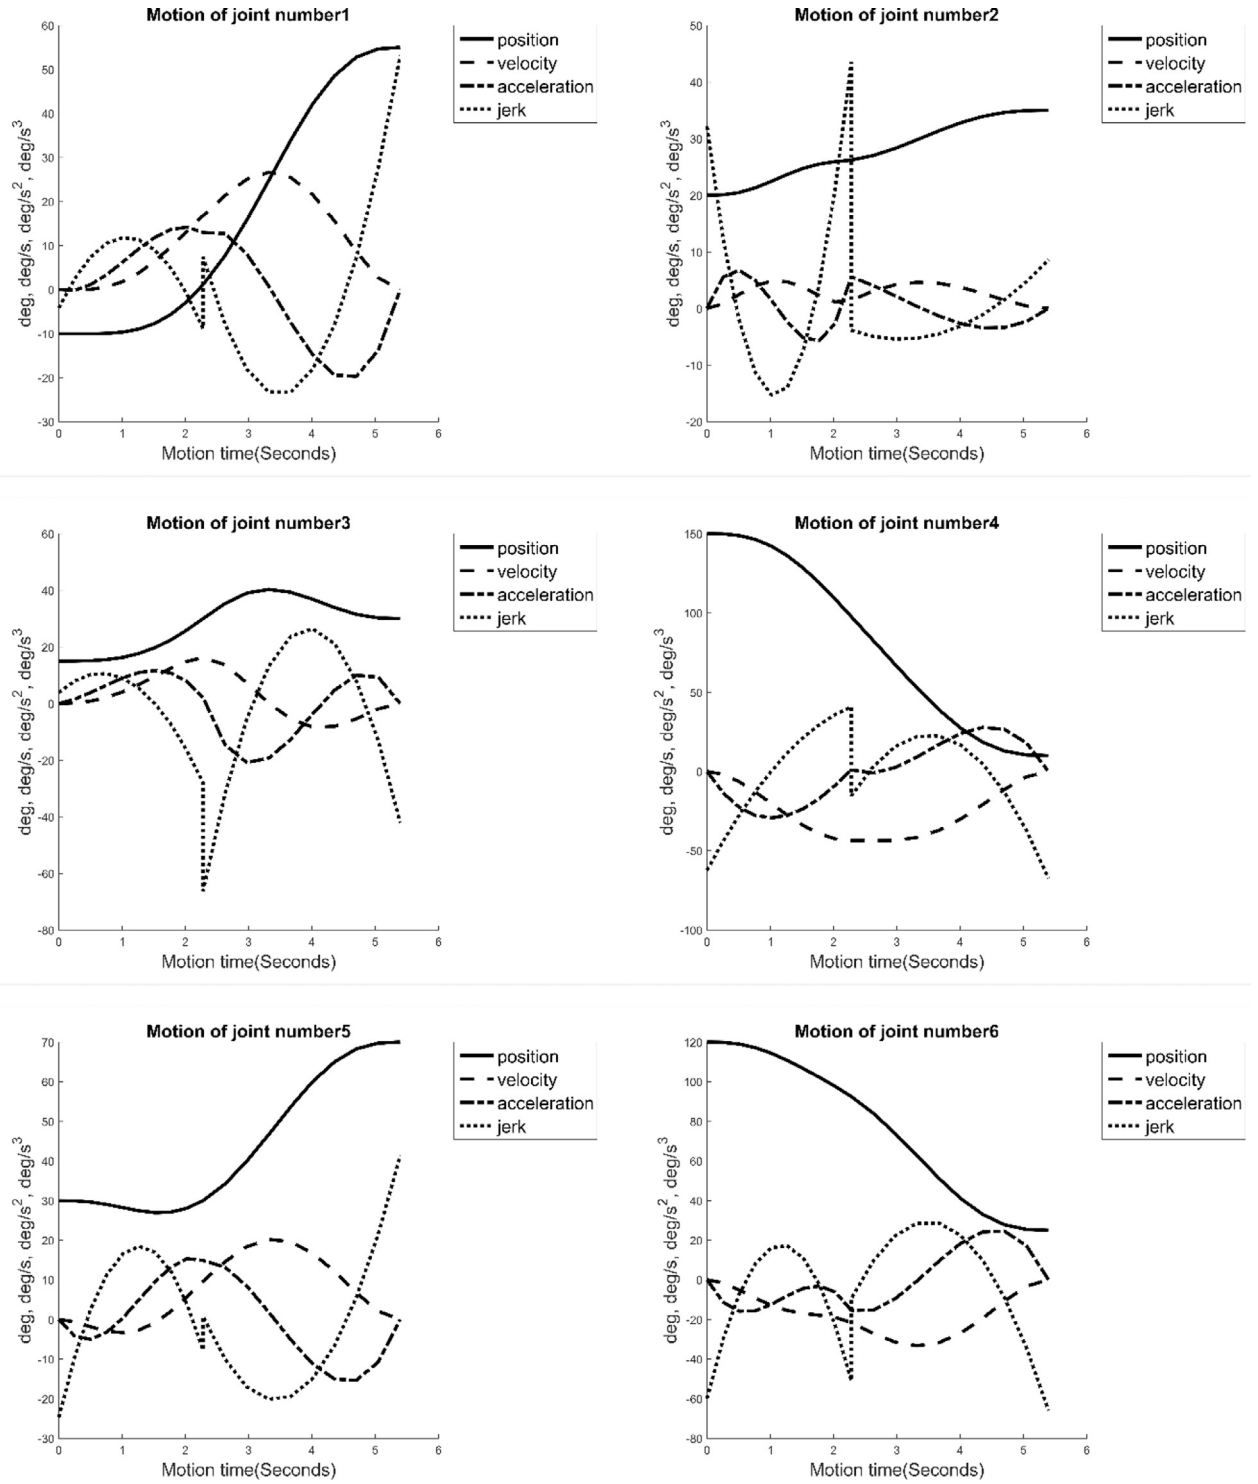 Motion of joint number1
60
50
40
30
20
10
0
-10
-20
-30
deg, deg/s, deg/s², deg/s³
0 1 2 3 4 5 6
Motion time(Seconds)
position
velocity
acceleration
jerk
Motion of joint number2
50
40
30
20
10
0
-10
-20
deg, deg/s, deg/s², deg/s³
0 1 2 3 4 5 6
Motion time(Seconds)
position
velocity
acceleration
jerk
Motion of joint number3
60
40
20
0
-20
-40
-60
-80
deg, deg/s, deg/s², deg/s³
0 1 2 3 4 5 6
Motion time(Seconds)
position
velocity
acceleration
jerk
Motion of joint number4
150
100
50
0
-50
-100
deg, deg/s, deg/s², deg/s³
0 1 2 3 4 5 6
Motion time(Seconds)
position
velocity
acceleration
jerk
Motion of joint number5
70
60
50
40
30
20
10
0
-10
-20
-30
deg, deg/s, deg/s², deg/s³
0 1 2 3 4 5 6
Motion time(Seconds)
position
velocity
acceleration
jerk
Motion of joint number6
120
100
80
60
40
20
0
-20
-40
-60
-80
deg, deg/s, deg/s², deg/s³
0 1 2 3 4 5 6
Motion time(Seconds)
position
velocity
acceleration
jerk